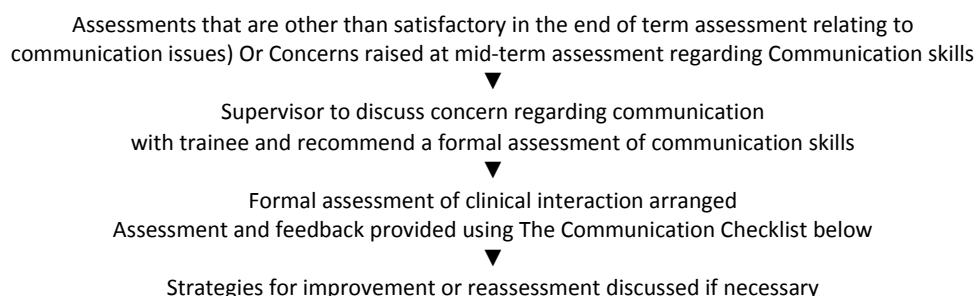 Assessments that are other than satisfactory in the end of term assessment relating to
communication issues) Or Concerns raised at mid-term assessment regarding Communication skills
▼
Supervisor to discuss concern regarding communication
with trainee and recommend a formal assessment of communication skills
▼
Formal assessment of clinical interaction arranged
Assessment and feedback provided using The Communication Checklist below
▼
Strategies for improvement or reassessment discussed if necessary